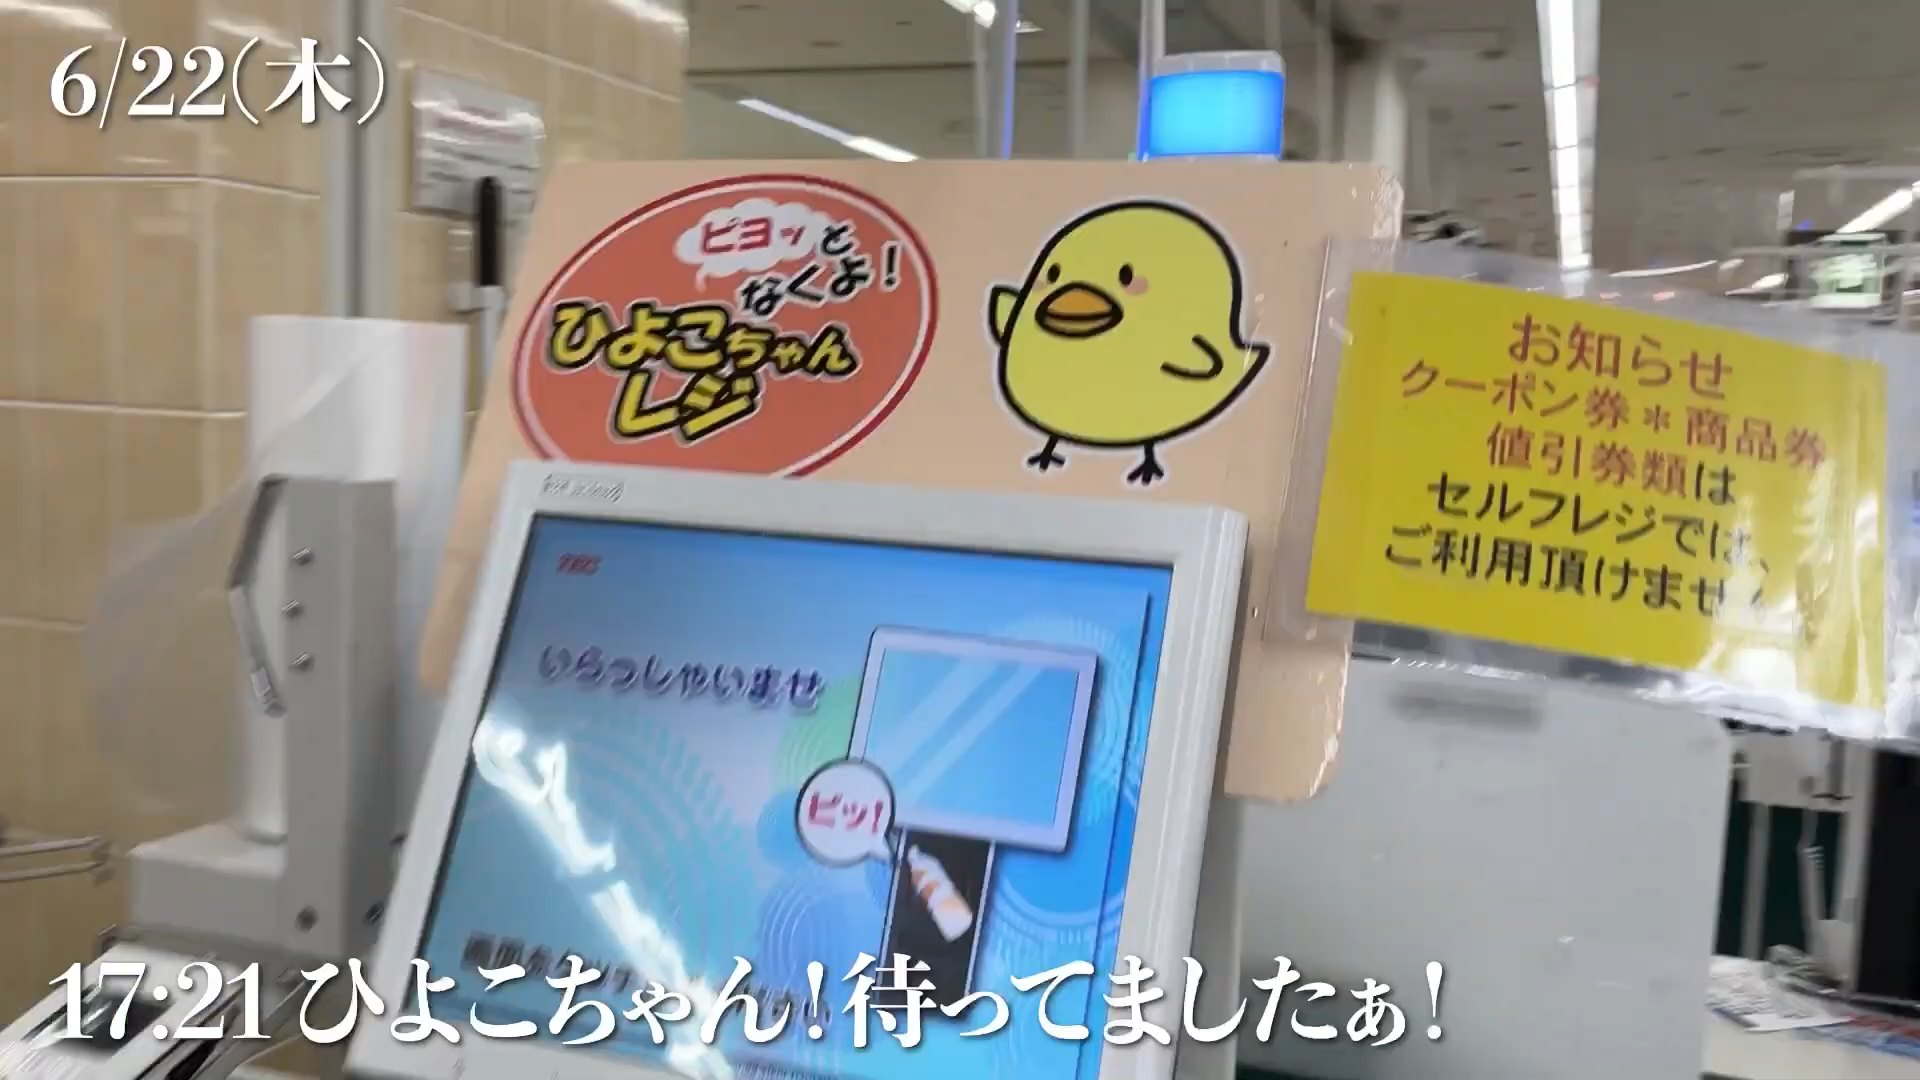 6/22(木)
ピヨッと
なくよ!
ひよこちゃん
レジ
お知らせ
クーポン券*商品券
値引券類は
セルフレジでは、
ご利用頂けません
TEC
いらっしゃいませ
ピッ!
17:21 ひよこちゃん!待ってましたぁ!